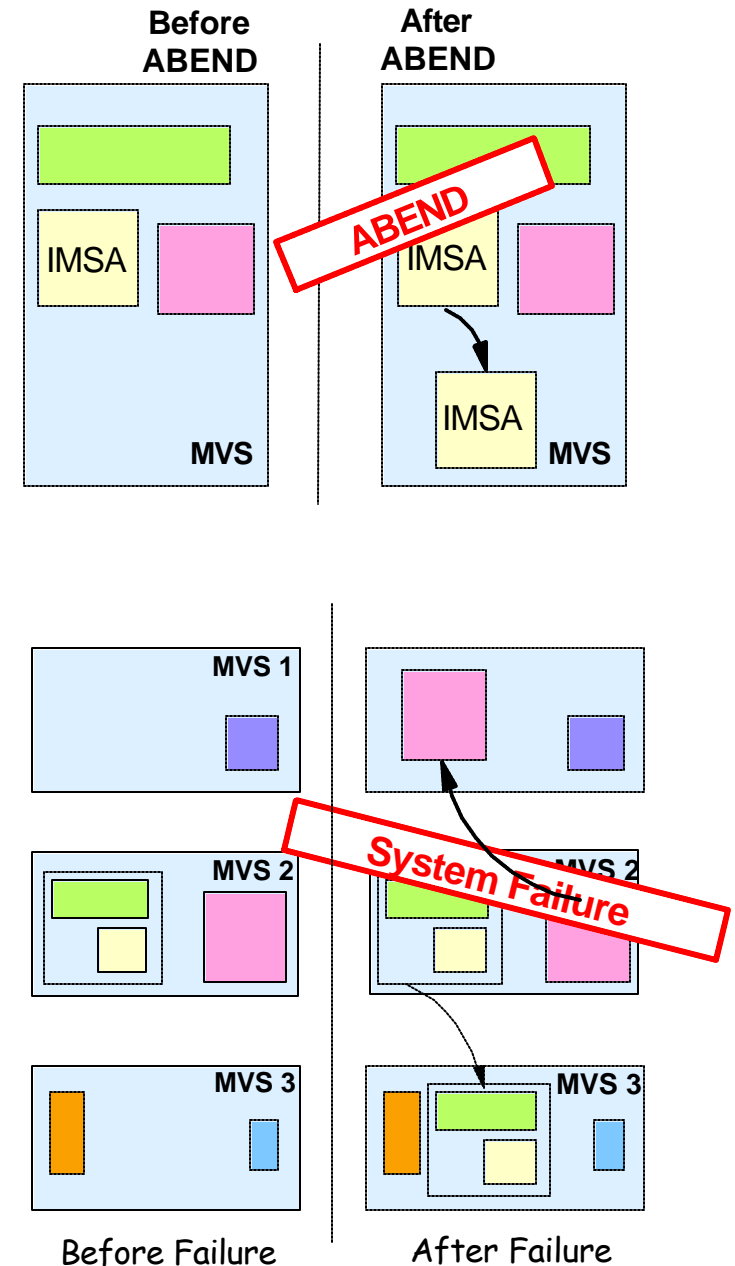 Before
ABEND
After
ABEND
ABEND
IMSA
IMSA
IMSA
MVS
MVS
MVS 1
System Failure
MVS 2
MVS 2
MVS 3
MVS 3
Before Failure
After Failure